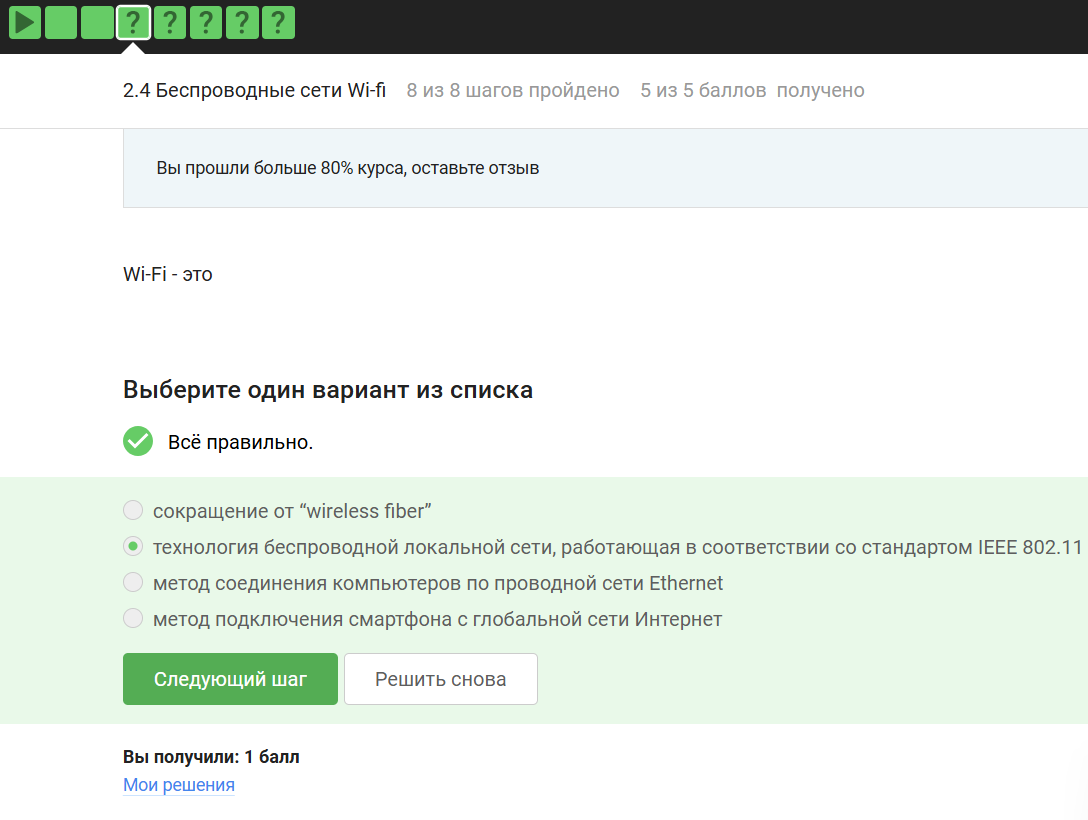 ? ? ? ? ?
2.4 Беспроводные сети Wi-fi 8 из 8 шагов пройдено 5 из 5 баллов получено
Вы прошли больше 80% курса, оставьте отзыв
Wi-Fi - это
Выберите один вариант из списка
Всё правильно.
сокращение от “wireless fiber”
технология беспроводной локальной сети, работающая в соответствии со стандартом IEEE 802.11
метод соединения компьютеров по проводной сети Ethernet
метод подключения смартфона с глобальной сети Интернет
Следующий шаг Решить снова
Вы получили: 1 балл
Мои решения